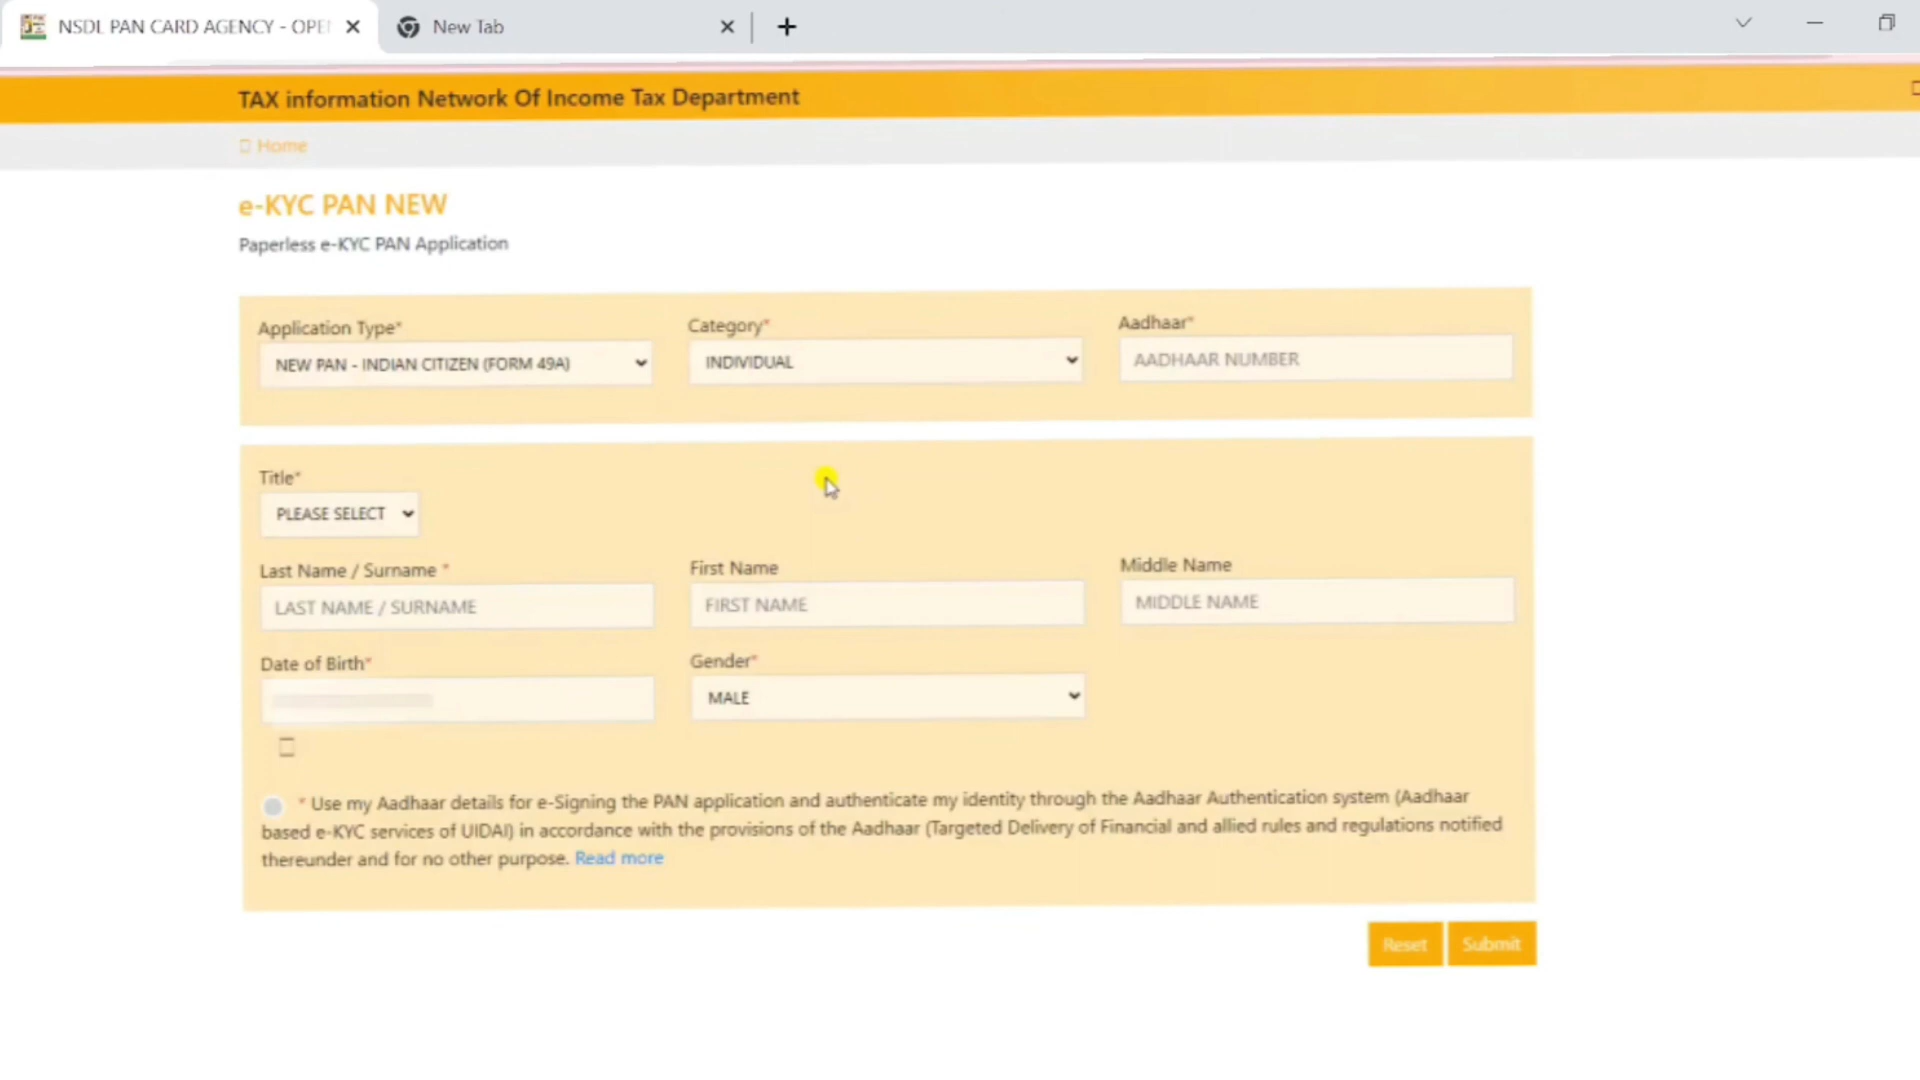 NSDL PAN CARD AGENCY - OPE
New Tab
TAX information Network Of Income Tax Department
Home
e-KYC PAN NEW
Paperless e-KYC PAN Application
Application Type* Category* Aadhaar*
NEW PAN - INDIAN CITIZEN (FORM 49A) INDIVIDUAL AADHAAR NUMBER
Title*
PLEASE SELECT
Last Name / Surname * First Name Middle Name
LAST NAME / SURNAME FIRST NAME MIDDLE NAME
Date of Birth* Gender*
MALE
* Use my Aadhaar details for e-Signing the PAN application and authenticate my identity through the Aadhaar Authentication system (Aadhaar
based e-KYC services of UIDAI) in accordance with the provisions of the Aadhaar (Targeted Delivery of Financial and allied rules and regulations notified
thereunder and for no other purpose. Read more
Reset Submit